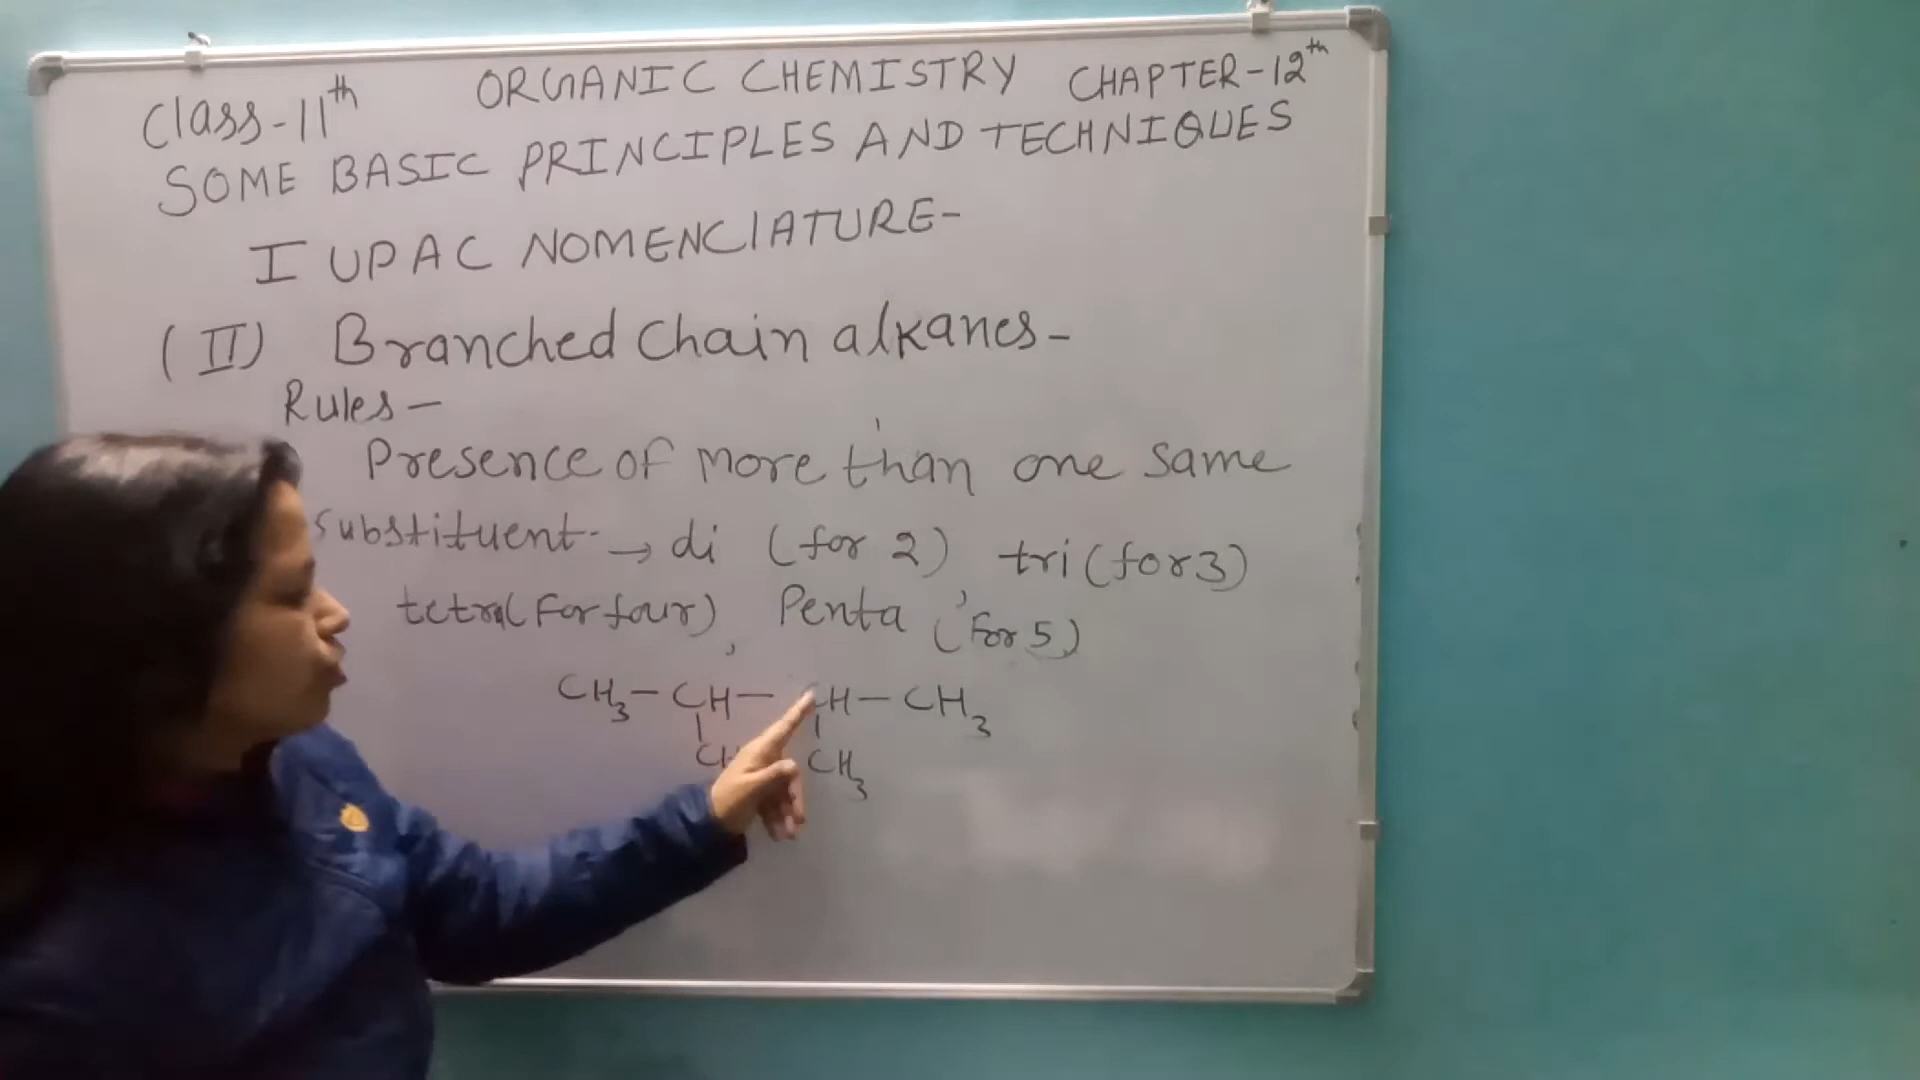 Class-11th ORGANIC CHEMISTRY CHAPTER-12th
SOME BASIC PRINCIPLES AND TECHNIQUES
IUPAC NOMENClATURE-
(II) Branched Chain alkanes-
Rules-
Presence of more than one same
substituent- → di (for 2) tri (for 3)
tetra(For four), Penta (for 5)
CH3-CH-CH-CH3
CH3